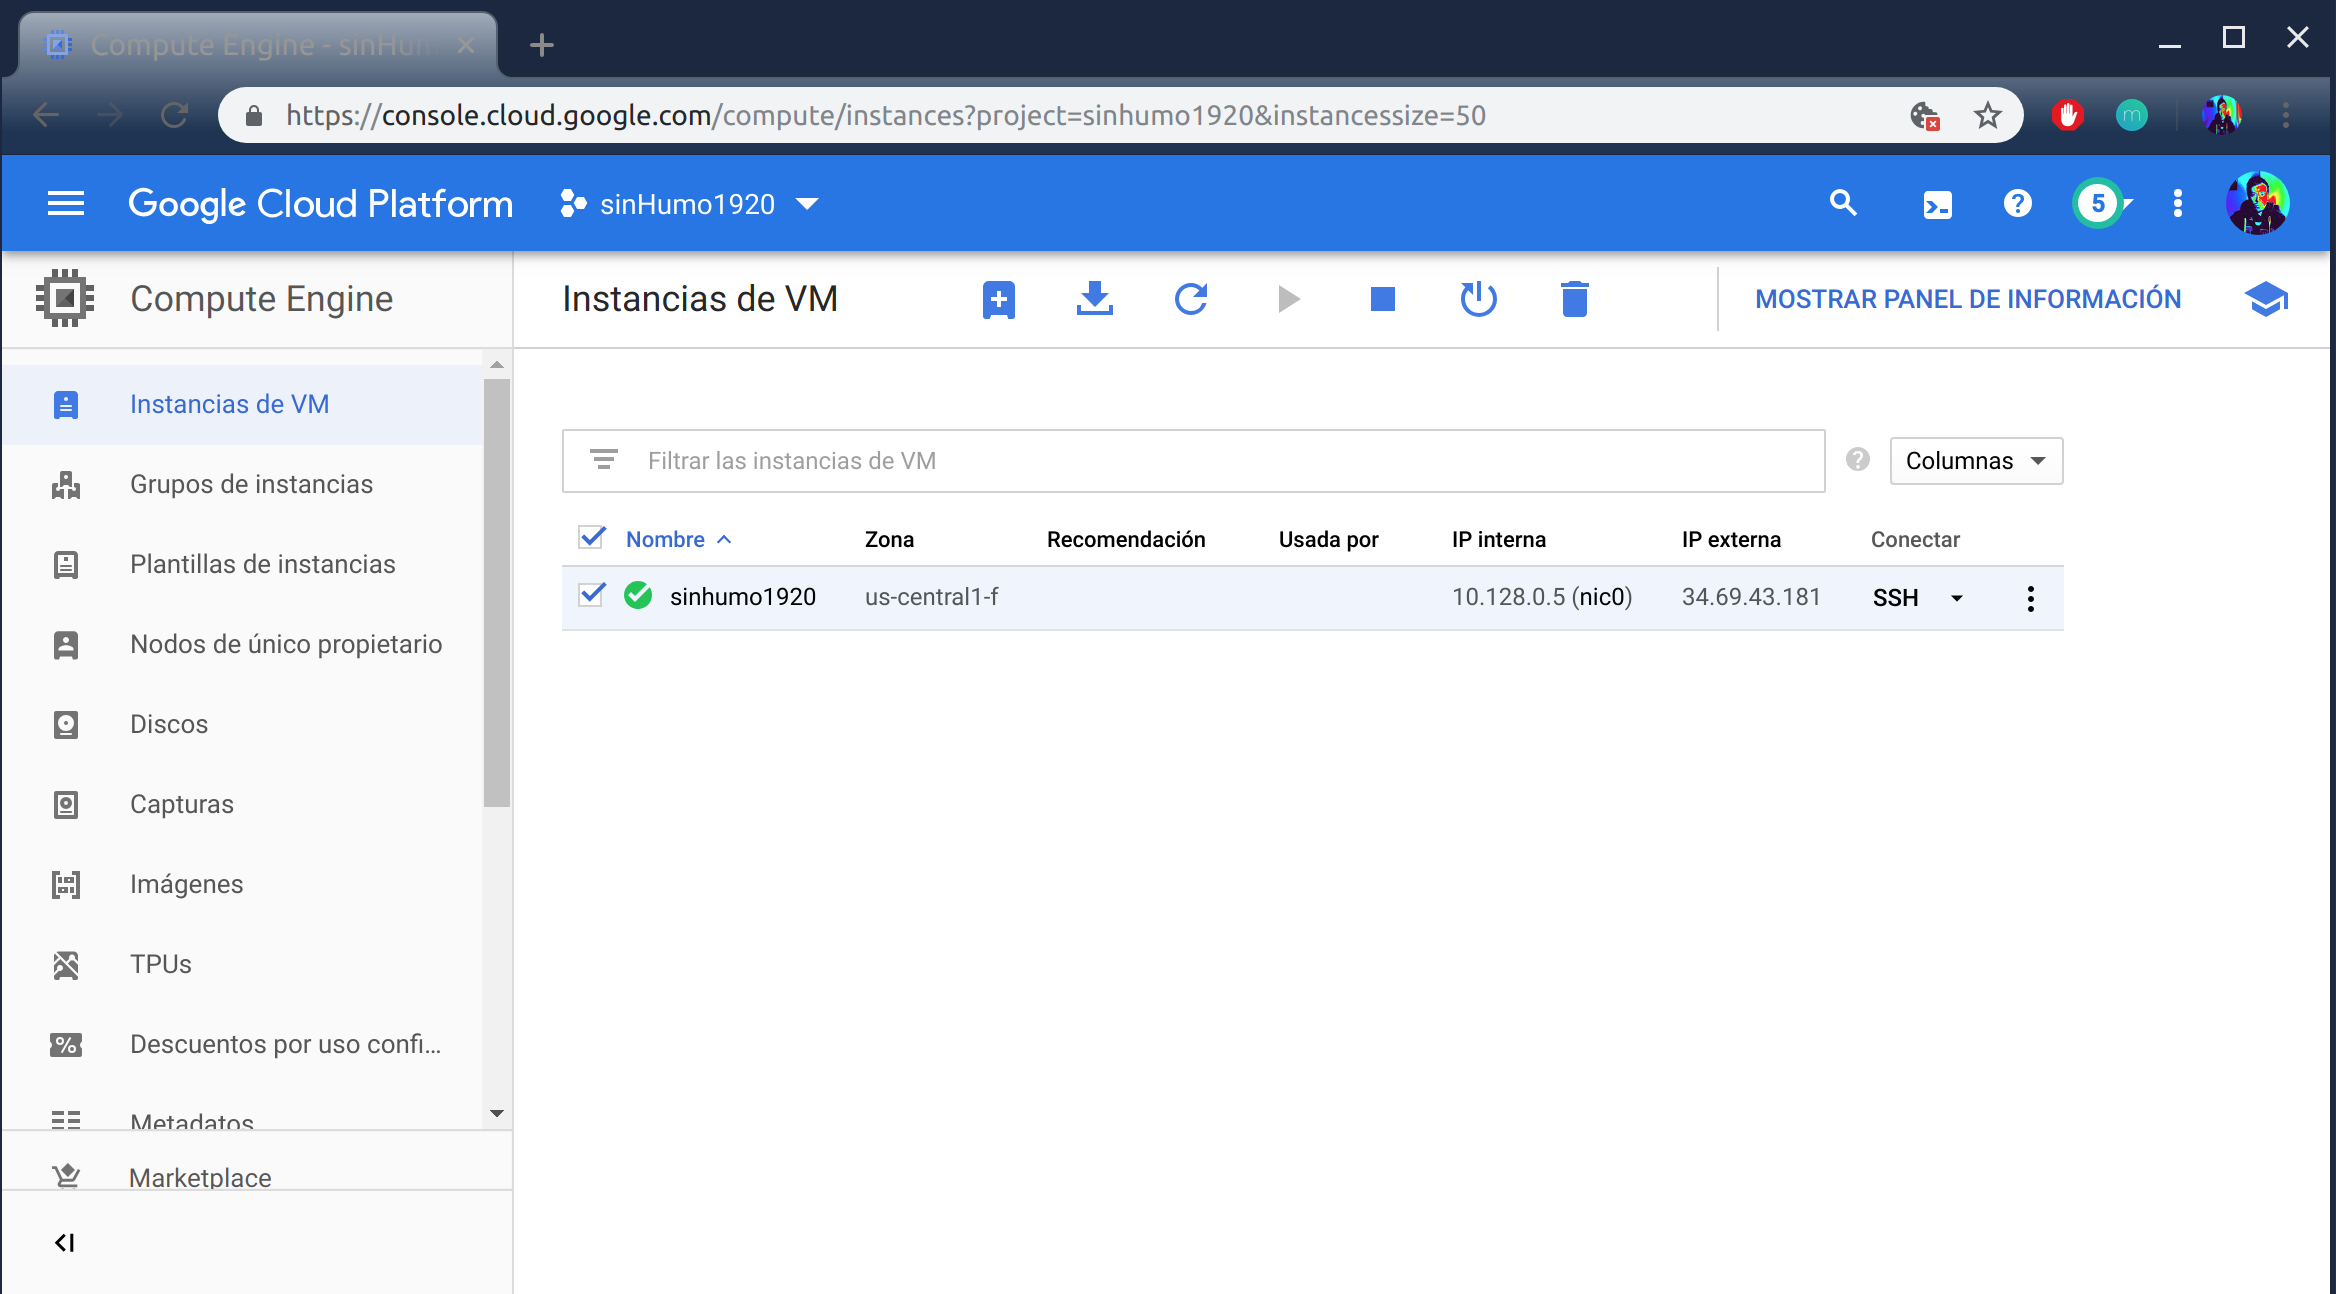 Compute Engine - sinHum
https://console.cloud.google.com/compute/instances?project=sinhumo1920&instancessize=50
m
Google Cloud Platform
sinHumo1920
5
Compute Engine
Instancias de VM
MOSTRAR PANEL DE INFORMACIÓN
Instancias de VM
Grupos de instancias
Plantillas de instancias
Nodos de único propietario
Discos
Capturas
Imágenes
TPUs
Descuentos por uso confi...
Metadatos
Marketplace
Filtrar las instancias de VM
Columnas
Nombre Zona Recomendación Usada por IP interna IP externa Conectar
sinhumo1920 us-central1-f 10.128.0.5 (nic0) 34.69.43.181 SSH